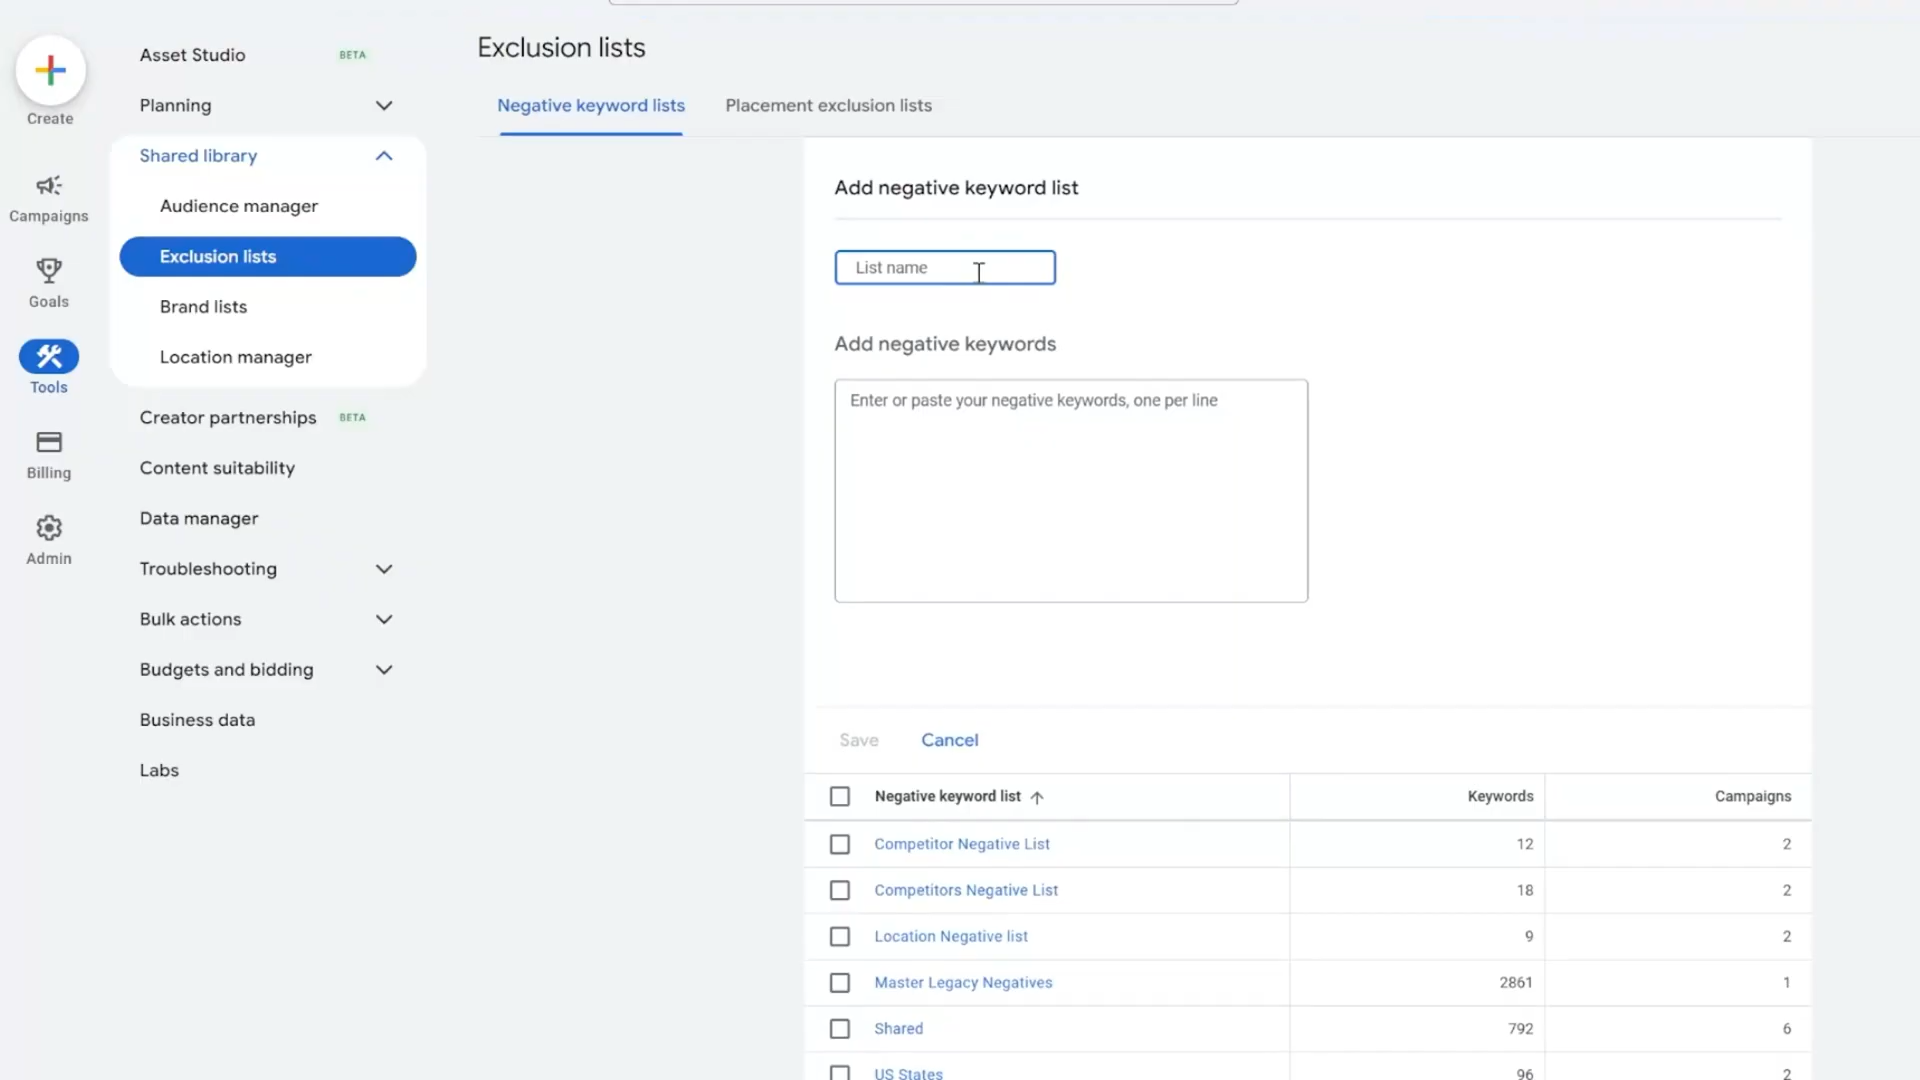 Create
Campaigns
Goals
Tools
Billing
Admin
Asset Studio BETA
Planning
Shared library
Audience manager
Exclusion lists
Brand lists
Location manager
Creator partnerships BETA
Content suitability
Data manager
Troubleshooting
Bulk actions
Budgets and bidding
Business data
Labs
Exclusion lists
Negative keyword lists Placement exclusion lists
Add negative keyword list
List name
Add negative keywords
Enter or paste your negative keywords, one per line
Save Cancel
Negative keyword list Keywords Campaigns
Competitor Negative List 12 2
Competitors Negative List 18 2
Location Negative list 9 2
Master Legacy Negatives 2861 1
Shared 792 6
US States 96 2